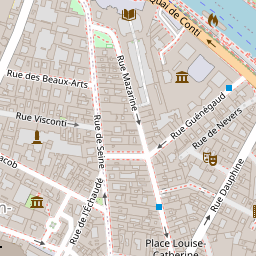 Quai de Conti
Rue des Beaux-Arts
Rue Mazarine
Rue Visconti
Rue Guénégaud
Rue de Nevers
Rue de Seine
Jacob
Rue Dauphine
Rue de l'Échaudé
n-
Place Louise-
Catherine